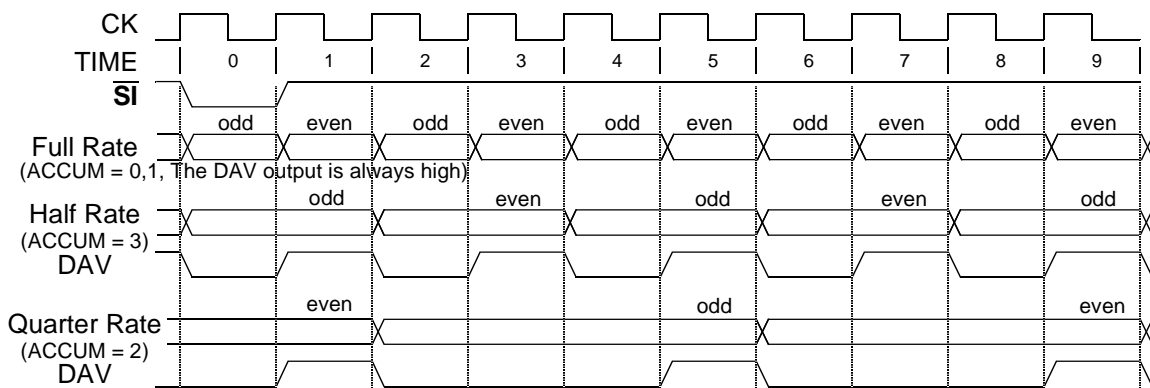 CK
TIME 0 1 2 3 4 5 6 7 8 9
SI
odd even odd even odd even odd even odd even
Full Rate
(ACCUM = 0,1, The DAV output is always high)
odd even odd even odd
Half Rate
(ACCUM = 3)
DAV
even odd even
Quarter Rate
(ACCUM = 2)
DAV